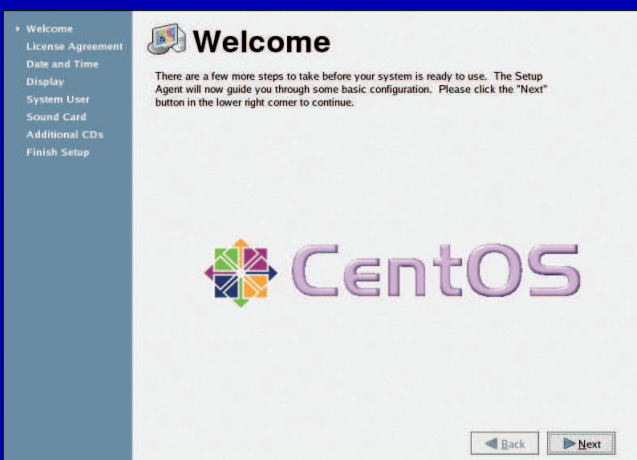 Welcome
License Agreement
Date and Time
Display
System User
Sound Card
Additional CDs
Finish Setup
Welcome
There are a few more steps to take before your system is ready to use. The Setup
Agent will now guide you through some basic configuration. Please click the "Next"
button in the lower right corner to continue.
CentOS
Back
Next